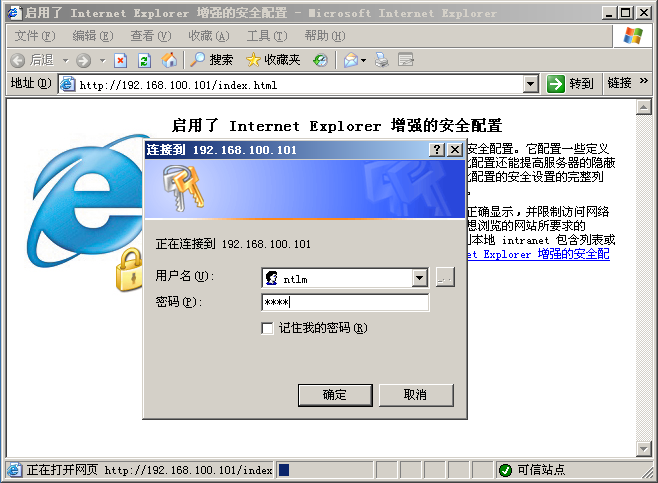 启用了 Internet Explorer 增强的安全配置 - Microsoft Internet Explorer
文件(F) 编辑(E) 查看(V) 收藏(A) 工具(T) 帮助(H)
后退 搜索 收藏夹
地址(D) http://192.168.100.101/index.html 转到 链接 »
启用了 Internet Explorer 增强的安全配置
安全配置。它配置一些定义
配置还能提高服务器的隐蔽
配置的安全设置的完整列
。
正确显示，并限制访问网络
想浏览的网站所要求的
本地 intranet 包含列表或
et Explorer 增强的安全配
连接到 192.168.100.101
正在连接到 192.168.100.101
用户名(U): ntlm
...
密码(P): ****
记住我的密码(R)
确定 取消
正在打开网页 http://192.168.100.101/index 可信站点